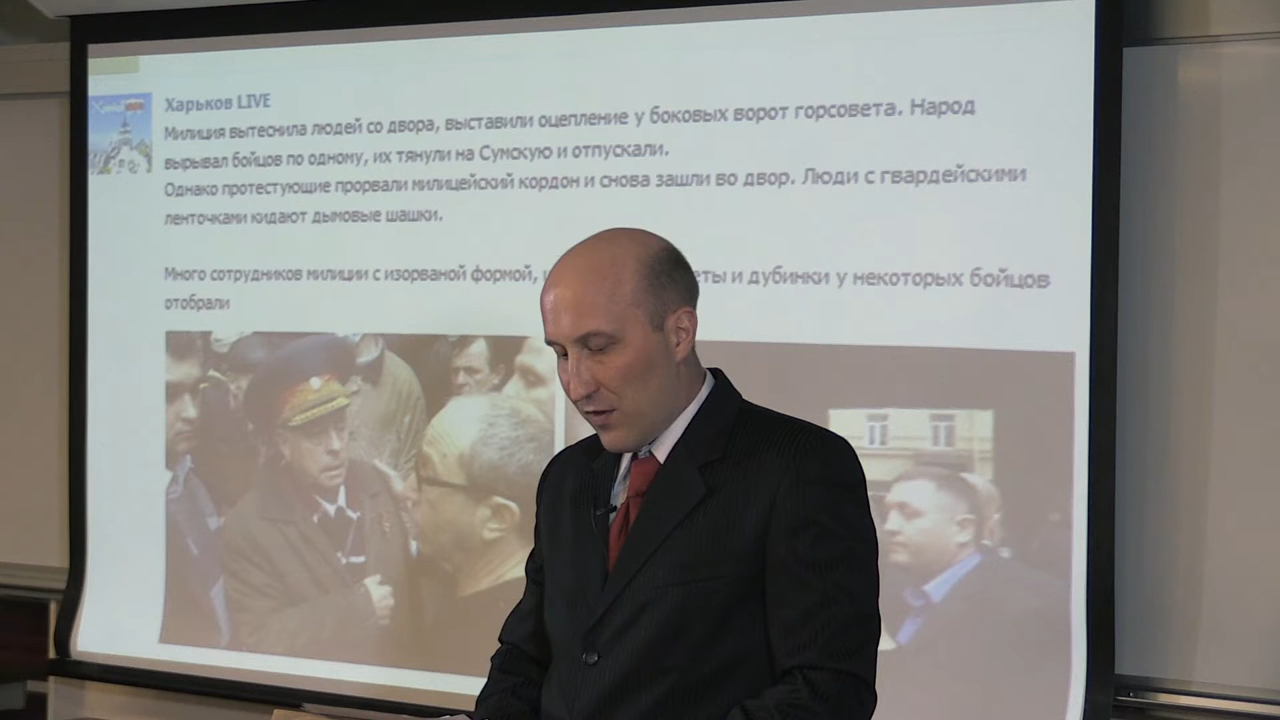 Харьков LIVE
Милиция вытеснила людей со двора, выставили оцепление у боковых ворот горсовета. Народ
вырывал бойцов по одному, их тянули на Сумскую и отпускали.
Однако протестующие прорвали милицейский кордон и снова зашли во двор. Люди с гвардейскими
ленточками кидают дымовые шашки.
Много сотрудников милиции с изорваной формой, и дубинки у некоторых бойцов
отобрали